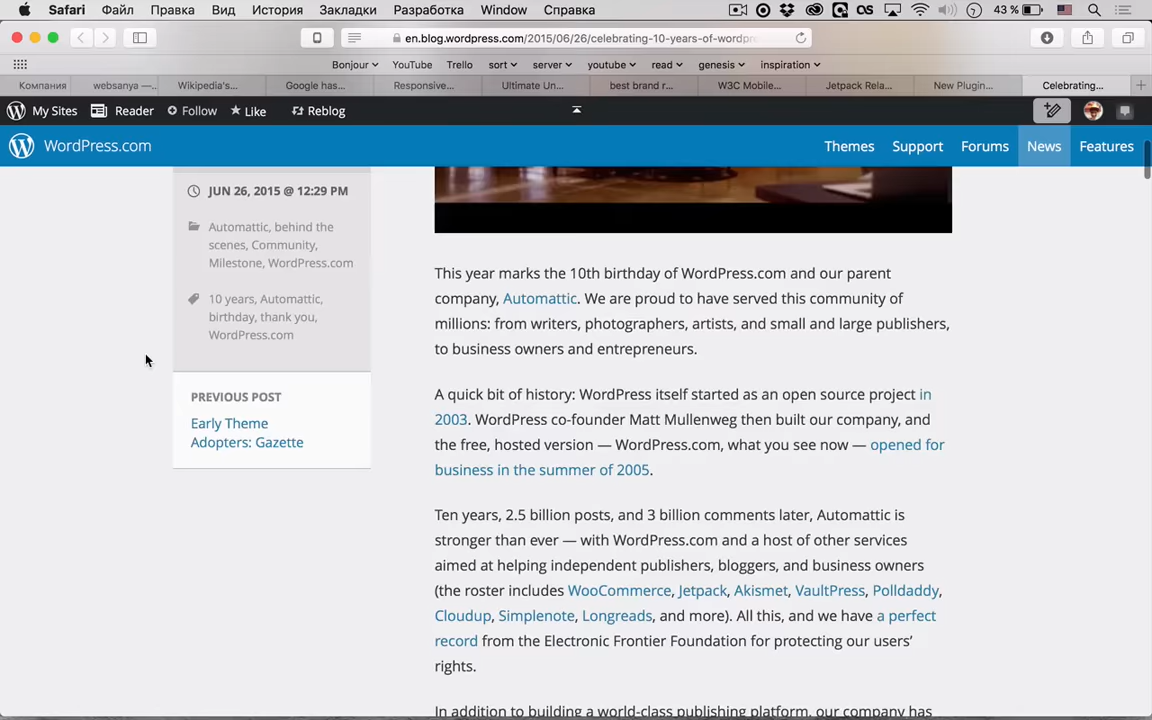 Safari Файл Правка Вид История Закладки Разработка Window Справка 43 %
en.blog.wordpress.com/2015/06/26/celebrating-10-years-of-wordpr
Bonjour YouTube Trello sort server youtube read genesis inspiration
Компания websanya —... Wikipedia's... Google has... Responsive... Ultimate Un... best brand r... W3C Mobile... Jetpack Rela... New Plugin... Celebrating...
My Sites Reader Follow Like Reblog
WordPress.com Themes Support Forums News Features
JUN 26, 2015 @ 12:29 PM
Automattic, behind the
scenes, Community,
Milestone, WordPress.com
10 years, Automattic,
birthday, thank you,
WordPress.com
PREVIOUS POST
Early Theme
Adopters: Gazette
This year marks the 10th birthday of WordPress.com and our parent
company, Automattic. We are proud to have served this community of
millions: from writers, photographers, artists, and small and large publishers,
to business owners and entrepreneurs.
A quick bit of history: WordPress itself started as an open source project in
2003. WordPress co-founder Matt Mullenweg then built our company, and
the free, hosted version — WordPress.com, what you see now — opened for
business in the summer of 2005.
Ten years, 2.5 billion posts, and 3 billion comments later, Automattic is
stronger than ever — with WordPress.com and a host of other services
aimed at helping independent publishers, bloggers, and business owners
(the roster includes WooCommerce, Jetpack, Akismet, VaultPress, Polldaddy,
Cloudup, Simplenote, Longreads, and more). All this, and we have a perfect
record from the Electronic Frontier Foundation for protecting our users'
rights.
In addition to building a world-class publishing platform, our company has